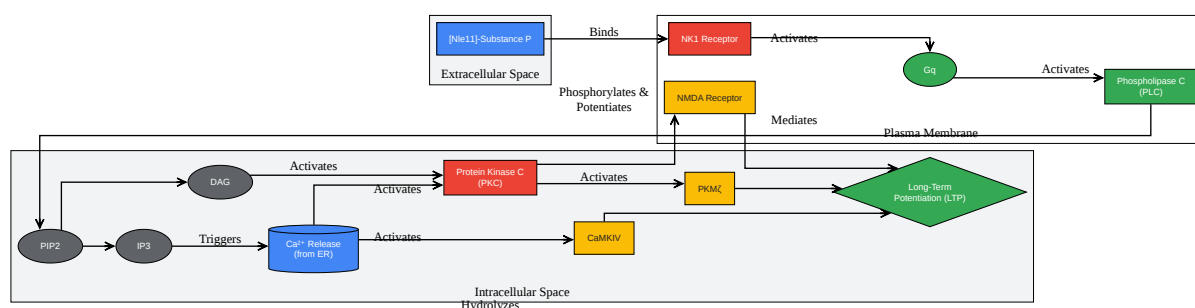 [Nle11]-Substance P
Binds
NK1 Receptor
Activates
Gq
Activates
Phospholipase C
(PLC)
Extracellular Space
Phosphorylates &
Potentiates
NMDA Receptor
Mediates
Plasma Membrane
DAG
Activates
Protein Kinase C
(PKC)
Activates
Activates
PKMζ
Long-Term
Potentiation (LTP)
PIP2
IP3
Triggers
Ca²⁺ Release
(from ER)
Activates
CaMKIV
Intracellular Space
Hydrolyzes